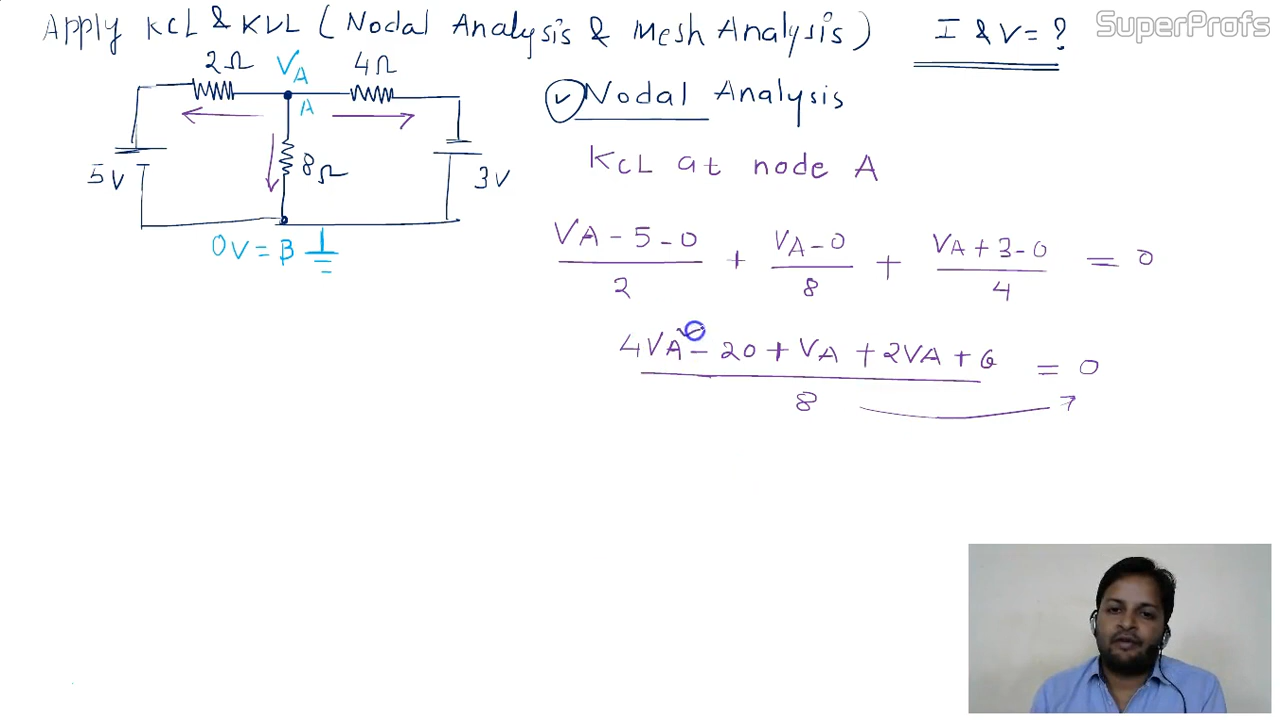 Apply KCL & KVL (Nodal Analysis & Mesh Analysis) I & V = ?
SuperProfs
2Ω VA 4Ω
A
8Ω
5V
3V
0V = B
Nodal Analysis
KCL at node A
VA - 5 - 0 / 2 + VA - 0 / 8 + VA + 3 - 0 / 4 = 0
4VA - 20 + VA + 2VA + 6 / 8 = 0